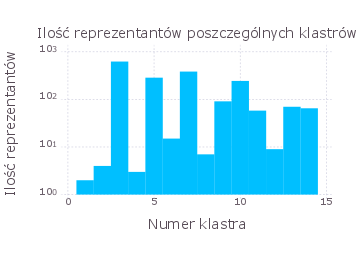 Ilość reprezentantów poszczególnych klastrów
Ilość reprezentantów
10³
10²
10¹
10⁰
0 5 10 15
Numer klastra